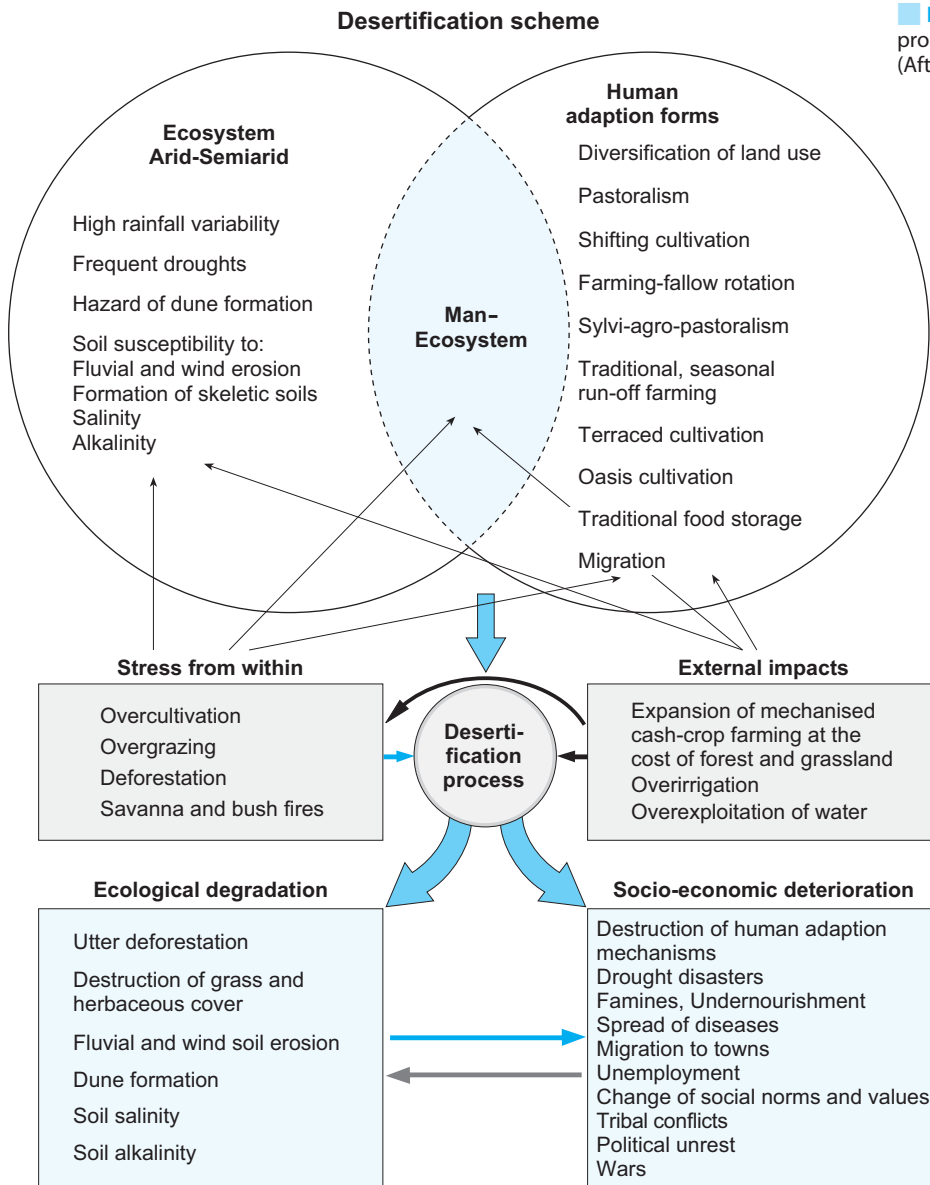 Desertification scheme
pro
(Aft
Ecosystem
Arid-Semiarid
High rainfall variability
Frequent droughts
Hazard of dune formation
Soil susceptibility to:
Fluvial and wind erosion
Formation of skeletic soils
Salinity
Alkalinity
Man–
Ecosystem
Human
adaption forms
Diversification of land use
Pastoralism
Shifting cultivation
Farming-fallow rotation
Sylvi-agro-pastoralism
Traditional, seasonal
run-off farming
Terraced cultivation
Oasis cultivation
Traditional food storage
Migration
Stress from within
Overcultivation
Overgrazing
Deforestation
Savanna and bush fires
Deserti-
fication
process
External impacts
Expansion of mechanised
cash-crop farming at the
cost of forest and grassland
Overirrigation
Overexploitation of water
Ecological degradation
Utter deforestation
Destruction of grass and
herbaceous cover
Fluvial and wind soil erosion
Dune formation
Soil salinity
Soil alkalinity
Socio-economic deterioration
Destruction of human adaption
mechanisms
Drought disasters
Famines, Undernourishment
Spread of diseases
Migration to towns
Unemployment
Change of social norms and values
Tribal conflicts
Political unrest
Wars